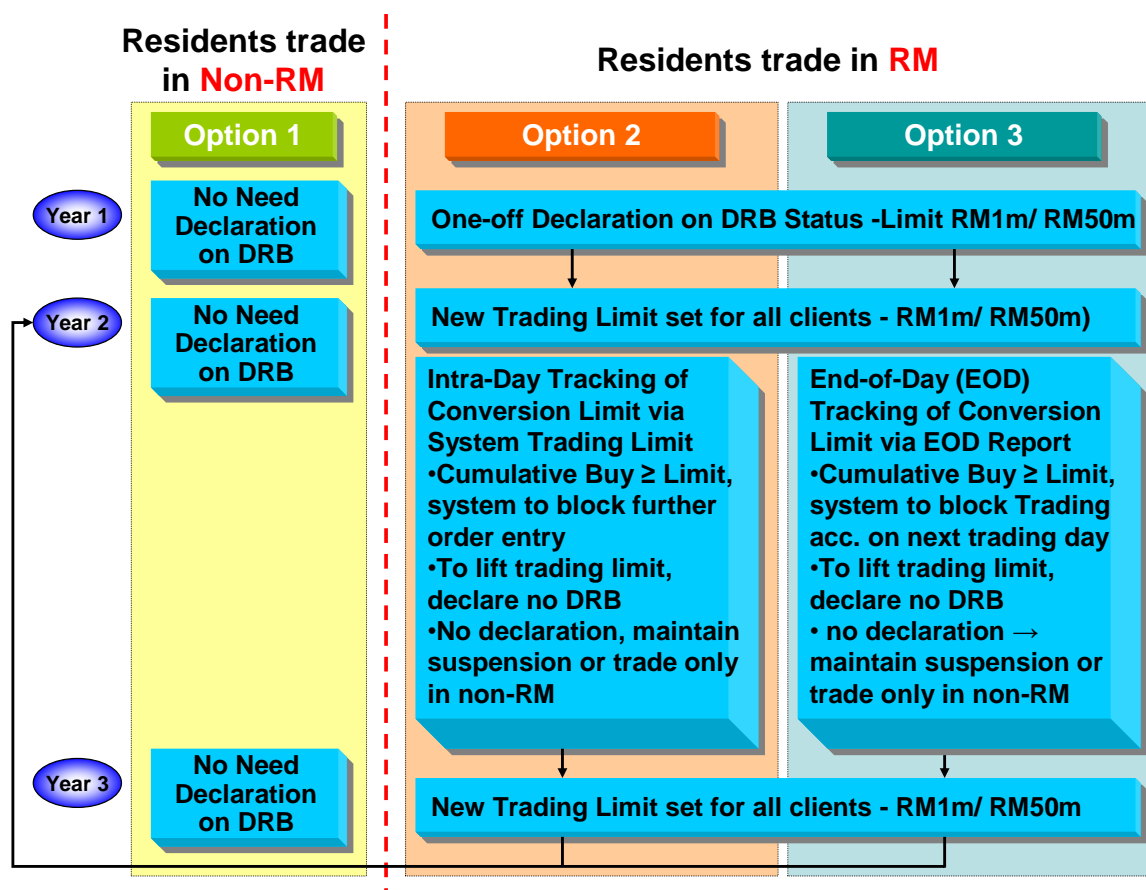 Residents trade
in Non-RM
Residents trade in RM
Option 1
Option 2
Option 3
Year 1
No Need
Declaration
on DRB
One-off Declaration on DRB Status -Limit RM1m/ RM50m
Year 2
No Need
Declaration
on DRB
New Trading Limit set for all clients - RM1m/ RM50m)
Intra-Day Tracking of
Conversion Limit via
System Trading Limit
•Cumulative Buy ≥ Limit,
system to block further
order entry
•To lift trading limit,
declare no DRB
•No declaration, maintain
suspension or trade only
in non-RM
End-of-Day (EOD)
Tracking of Conversion
Limit via EOD Report
•Cumulative Buy ≥ Limit,
system to block Trading
acc. on next trading day
•To lift trading limit,
declare no DRB
• no declaration →
maintain suspension or
trade only in non-RM
Year 3
No Need
Declaration
on DRB
New Trading Limit set for all clients - RM1m/ RM50m